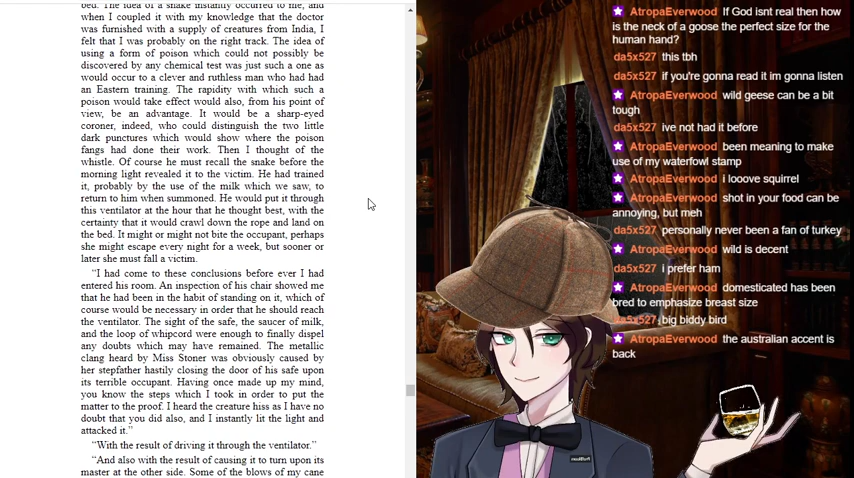 bed. The idea of a snake instantly occurred to me, and
when I coupled it with my knowledge that the doctor
was furnished with a supply of creatures from India, I
felt that I was probably on the right track. The idea of
using a form of poison which could not possibly be
discovered by any chemical test was just such a one as
would occur to a clever and ruthless man who had had
an Eastern training. The rapidity with which such a
poison would take effect would also, from his point of
view, be an advantage. It would be a sharp-eyed
coroner, indeed, who could distinguish the two little
dark punctures which would show where the poison
fangs had done their work. Then I thought of the
whistle. Of course he must recall the snake before the
morning light revealed it to the victim. He had trained
it, probably by the use of the milk which we saw, to
return to him when summoned. He would put it through
this ventilator at the hour that he thought best, with the
certainty that it would crawl down the rope and land on
the bed. It might or might not bite the occupant, perhaps
she might escape every night for a week, but sooner or
later she must fall a victim.
“I had come to these conclusions before ever I had
entered his room. An inspection of his chair showed me
that he had been in the habit of standing on it, which of
course would be necessary in order that he should reach
the ventilator. The sight of the safe, the saucer of milk,
and the loop of whipcord were enough to finally dispel
any doubts which may have remained. The metallic
clang heard by Miss Stoner was obviously caused by
her stepfather hastily closing the door of his safe upon
its terrible occupant. Having once made up my mind,
you know the steps which I took in order to put the
matter to the proof. I heard the creature hiss as I have no
doubt that you did also, and I instantly lit the light and
attacked it.”
“With the result of driving it through the ventilator.”
“And also with the result of causing it to turn upon its
master at the other side. Some of the blows of my cane
AtropaEverwood If God isnt real then how
is the neck of a goose the perfect size for the
human hand?
da5x527 this tbh
da5x527 if you're gonna read it im gonna listen
AtropaEverwood wild geese can be a bit
tough
da5x527 ive not had it before
AtropaEverwood been meaning to make
use of my waterfowl stamp
AtropaEverwood i looove squirrel
AtropaEverwood shot in your food can be
annoying, but meh
da5x527 personally never been a fan of turkey
AtropaEverwood wild is decent
da5x527 i prefer ham
AtropaEverwood domesticated has been
bred to emphasize breast size
da5x527 big biddy bird
AtropaEverwood the australian accent is
back